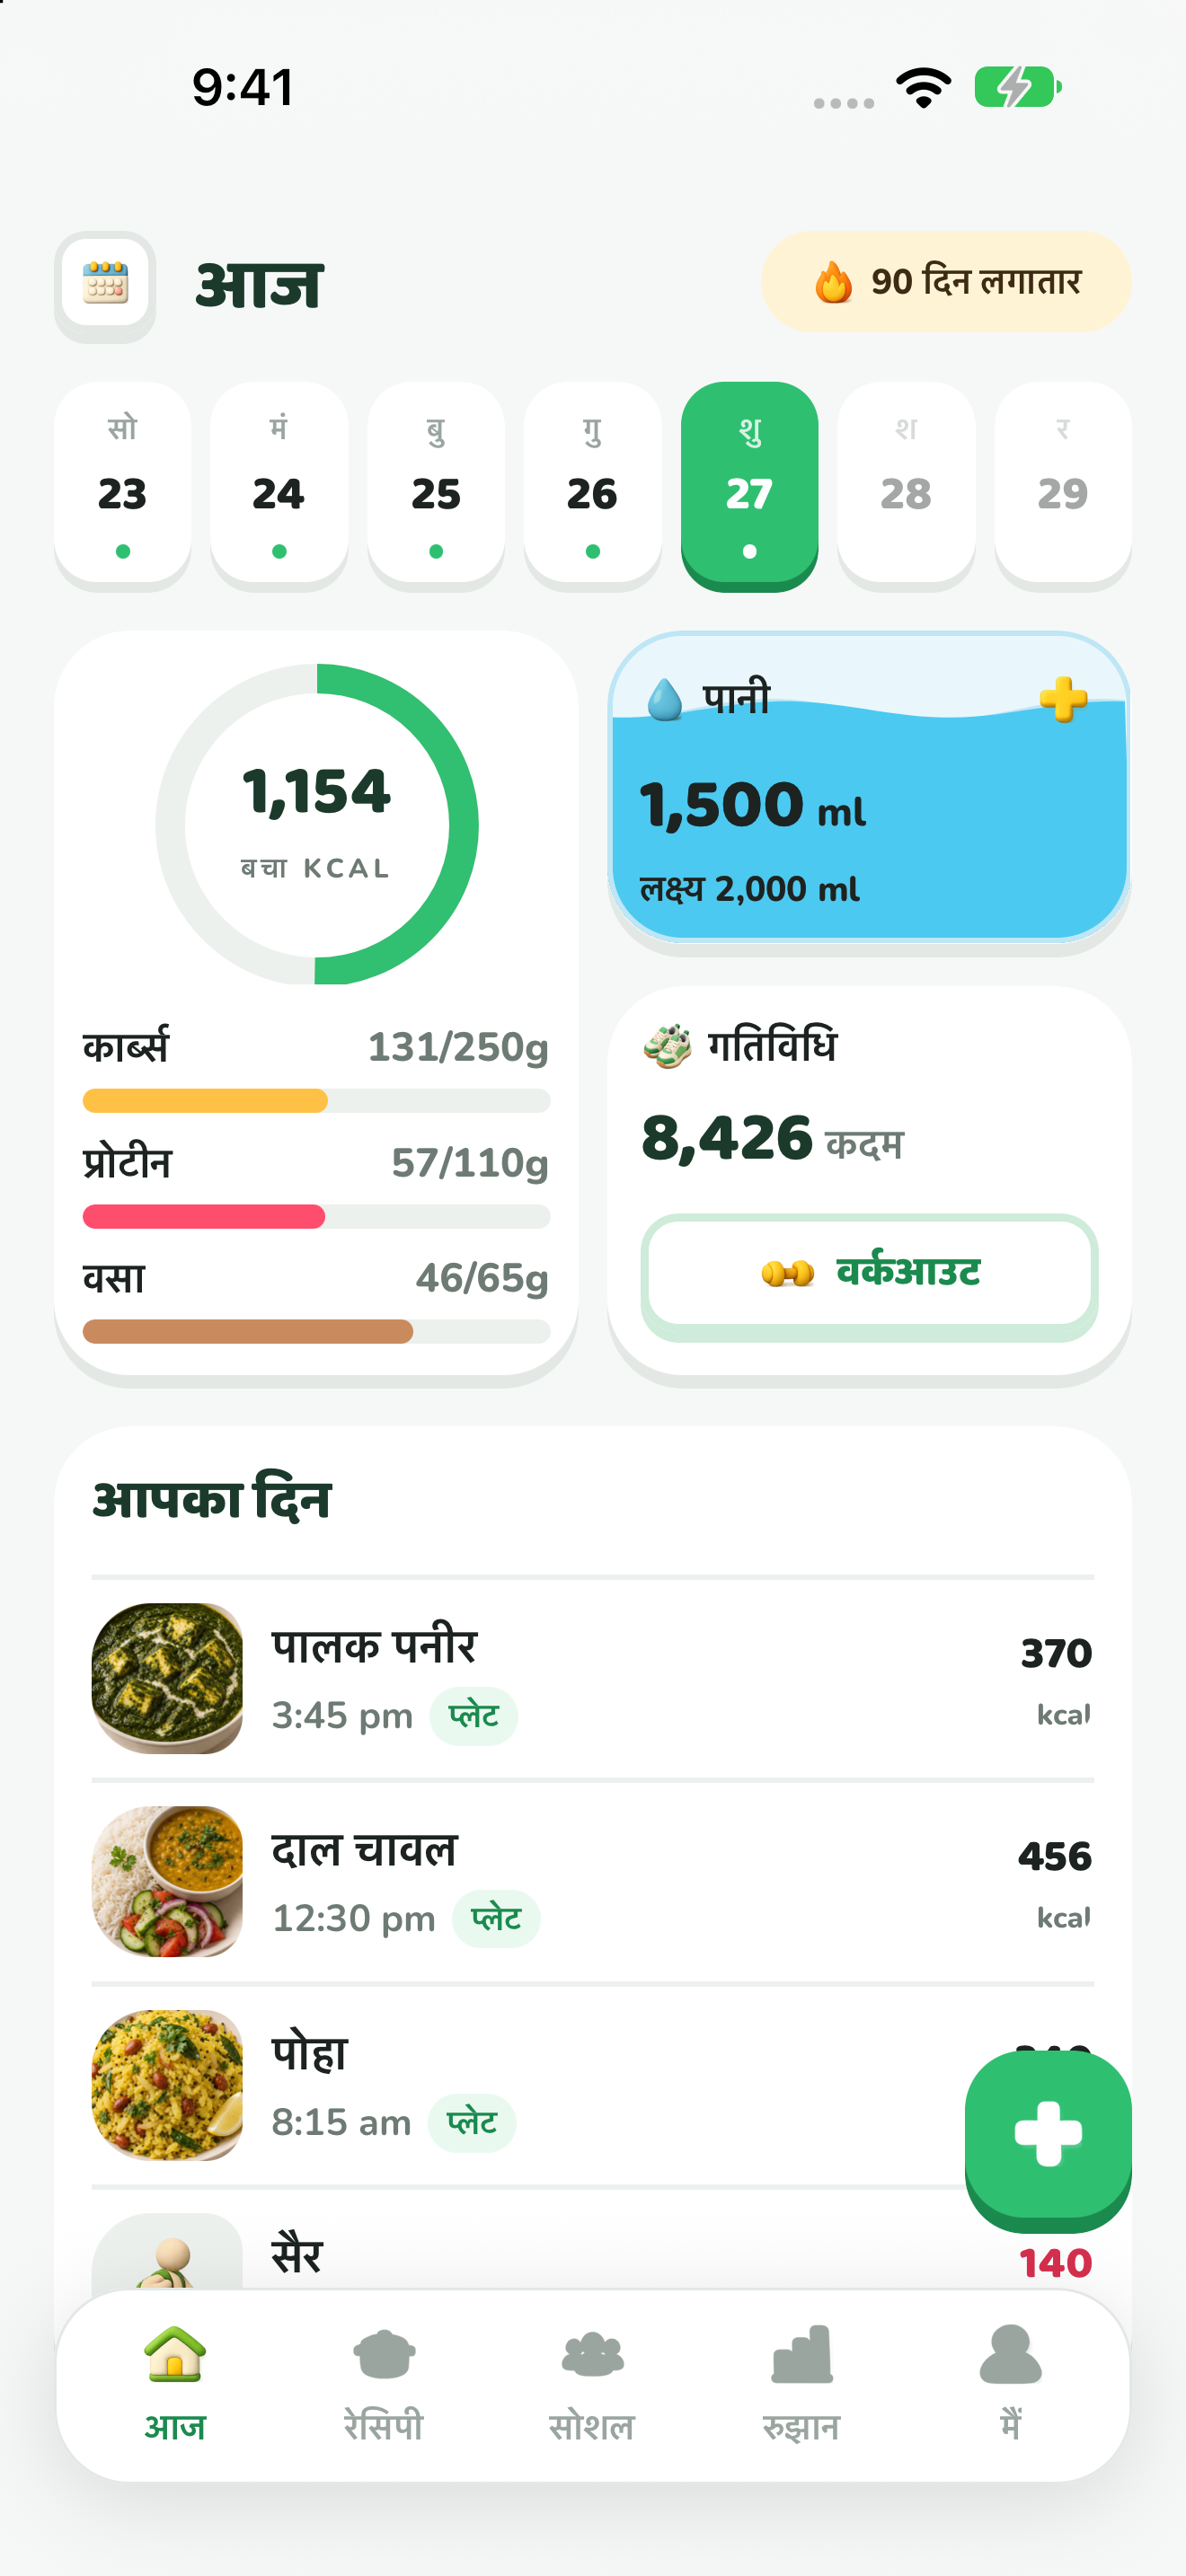 9:41
आज
90 दिन लगातार
सो मं बु गु शु श र
23 24 25 26 27 28 29
1,154
बचा KCAL
कार्ब्स 131/250g
प्रोटीन 57/110g
वसा 46/65g
पानी
1,500 ml
लक्ष्य 2,000 ml
गतिविधि
8,426 कदम
वर्कआउट
आपका दिन
पालक पनीर
370
3:45 pm प्लेट
kcal
दाल चावल
456
12:30 pm प्लेट
kcal
पोहा
8:15 am प्लेट
सैर
140
आज रेसिपी सोशल रुझान मैं